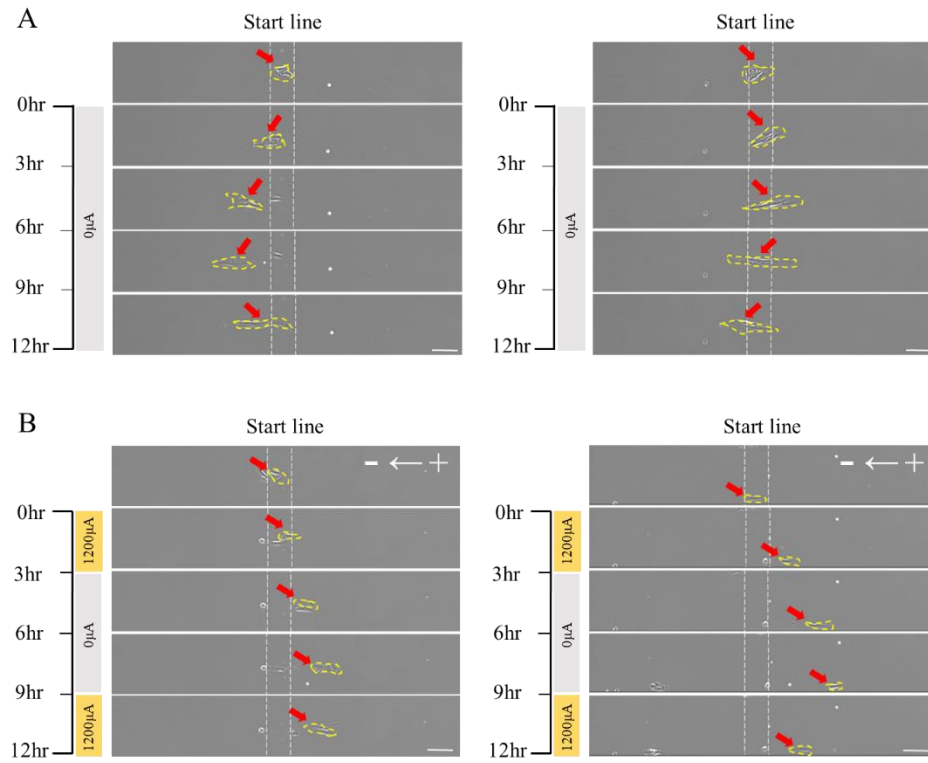 A
Start line
Start line
0hr
3hr
6hr
9hr
12hr
0μA
0hr
3hr
6hr
9hr
12hr
0μA
B
Start line
Start line
- ← +
- ← +
0hr
3hr
6hr
9hr
12hr
1200μA
0μA
1200μA
0hr
3hr
6hr
9hr
12hr
1200μA
0μA
1200μA